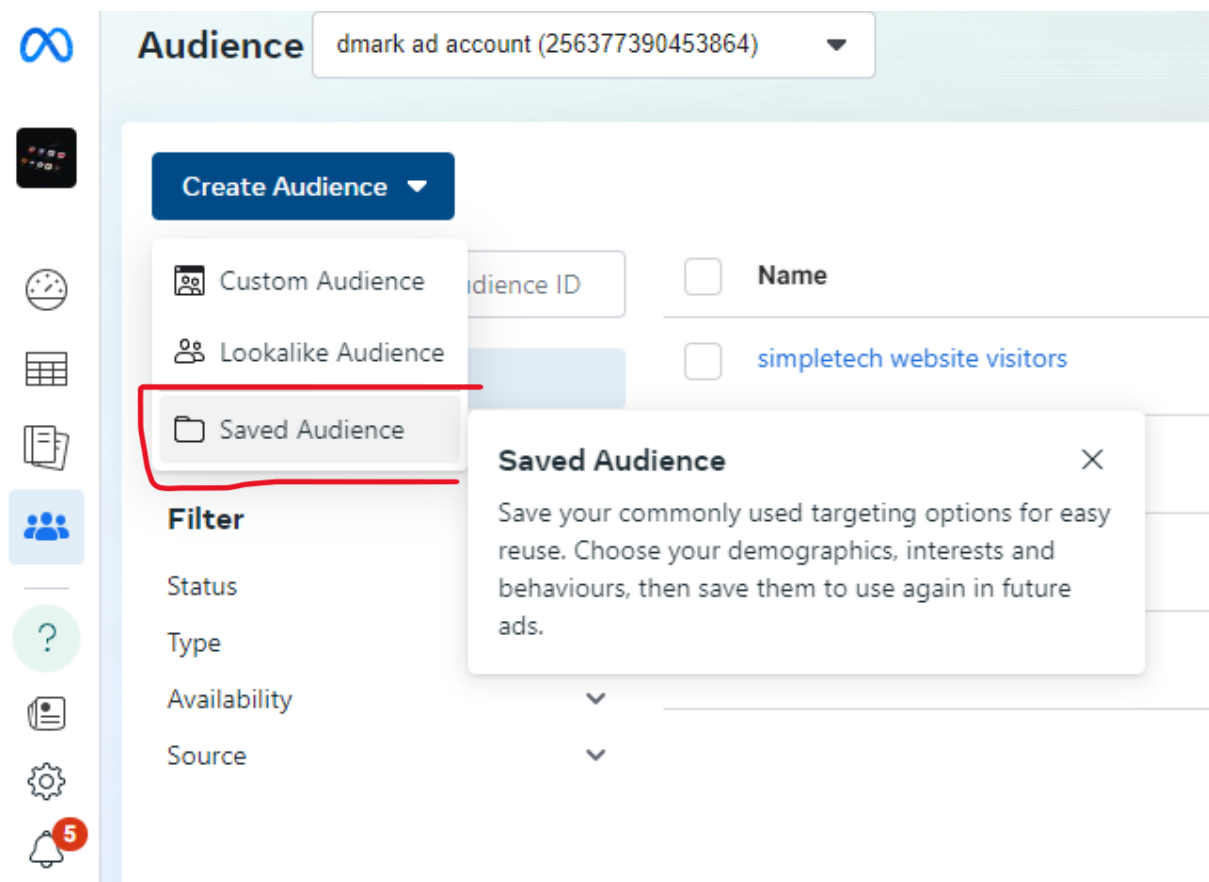 Audience
dmark ad account (256377390453864)
Create Audience
Custom Audience
Lookalike Audience
Saved Audience
ID
Name
simpletech website visitors
Saved Audience
Save your commonly used targeting options for easy
reuse. Choose your demographics, interests and
behaviours, then save them to use again in future
ads.
Filter
Status
Type
Availability
Source
?
5